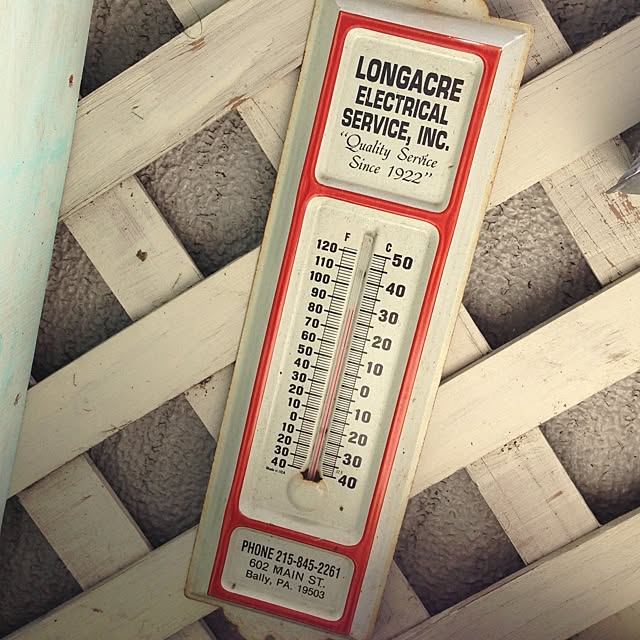 LONGACRE
ELECTRICAL
SERVICE, INC.
"Quality Service
Since 1922"
F C
120 50
110
100 40
90 30
80
70 20
60
50 10
40
30 0
20
10 10
0
10 20
20
30 30
40 40
PHONE 215-845-2261
602 MAIN ST.
Bally, PA. 19503